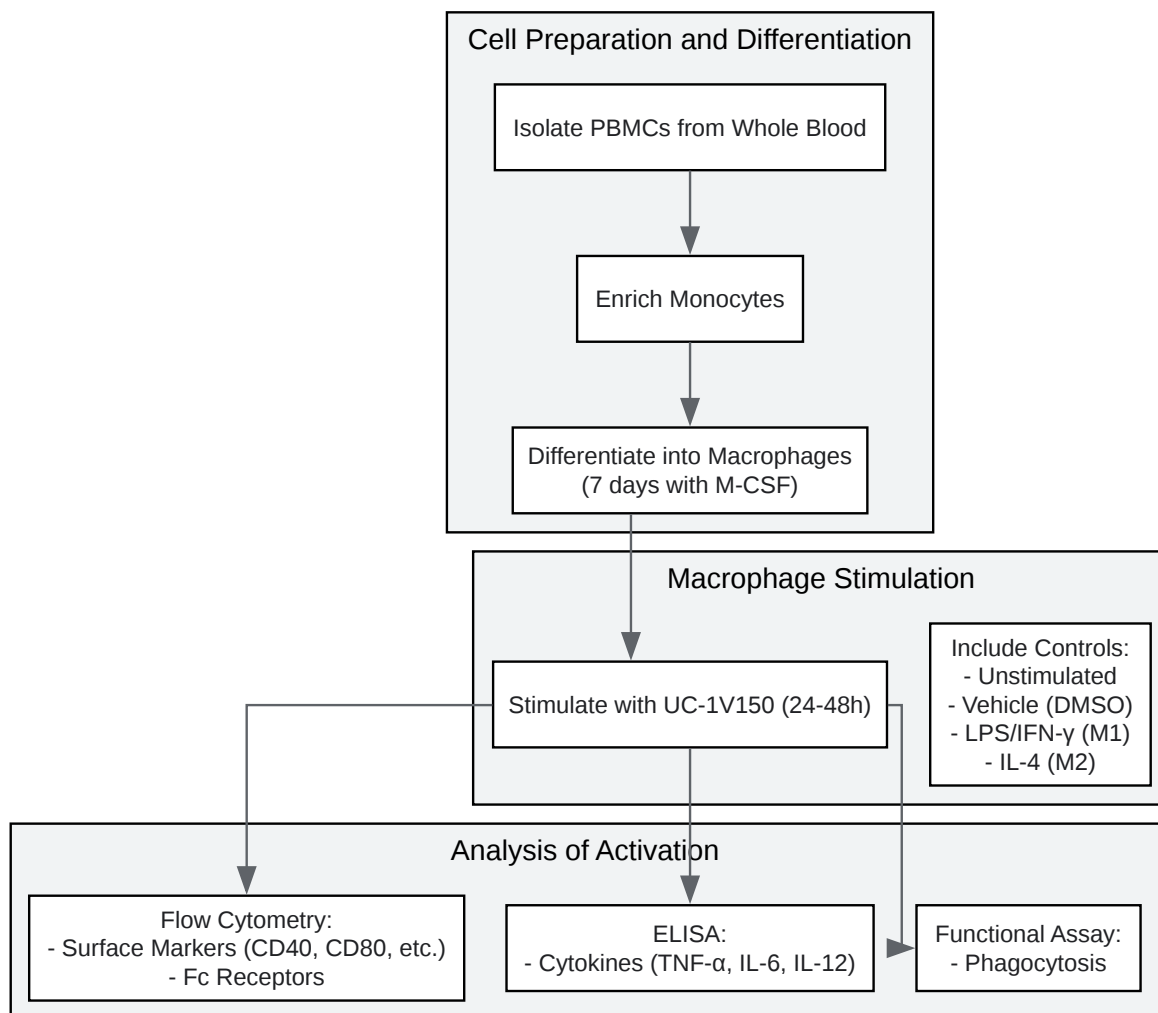 Cell Preparation and Differentiation
Isolate PBMCs from Whole Blood
Enrich Monocytes
Differentiate into Macrophages
(7 days with M-CSF)
Macrophage Stimulation
Stimulate with UC-1V150 (24-48h)
Include Controls:
- Unstimulated
- Vehicle (DMSO)
- LPS/IFN-γ (M1)
- IL-4 (M2)
Analysis of Activation
Flow Cytometry:
- Surface Markers (CD40, CD80, etc.)
- Fc Receptors
ELISA:
- Cytokines (TNF-α, IL-6, IL-12)
Functional Assay:
- Phagocytosis